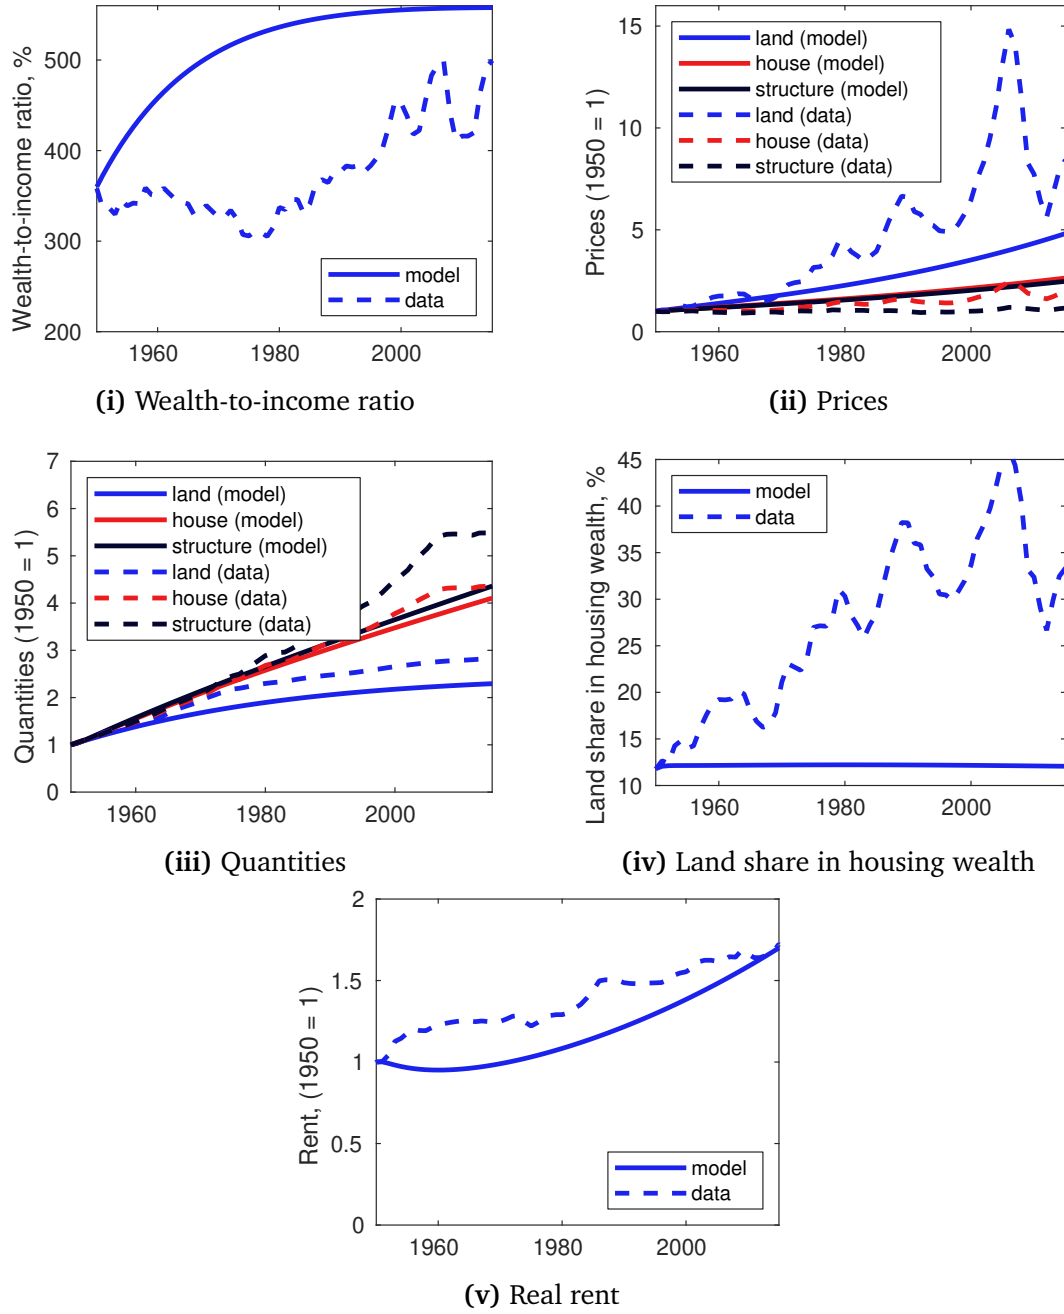 Wealth-to-income ratio, %
500
400
300
200
1960
1980
2000
model
data
(i) Wealth-to-income ratio
Prices (1950 = 1)
15
10
5
0
1960
1980
2000
land (model)
house (model)
structure (model)
land (data)
house (data)
structure (data)
(ii) Prices
Quantities (1950 = 1)
7
6
5
4
3
2
1
0
1960
1980
2000
land (model)
house (model)
structure (model)
land (data)
house (data)
structure (data)
(iii) Quantities
Land share in housing wealth, %
45
40
35
30
25
20
15
10
1960
1980
2000
model
data
(iv) Land share in housing wealth
Rent, (1950 = 1)
2
1.5
1
0.5
0
1960
1980
2000
model
data
(v) Real rent